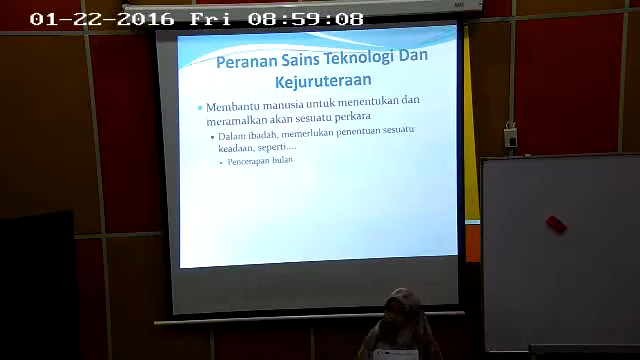 01-22-2016 Fri 08:59:08
Peranan Sains Teknologi Dan
Kejuruteraan
Membantu manusia untuk menentukan dan
meramalkan akan sesuatu perkara
Dalam ibadah, memerlukan penentuan sesuatu
keadaan, seperti....
Pencerapan bulan